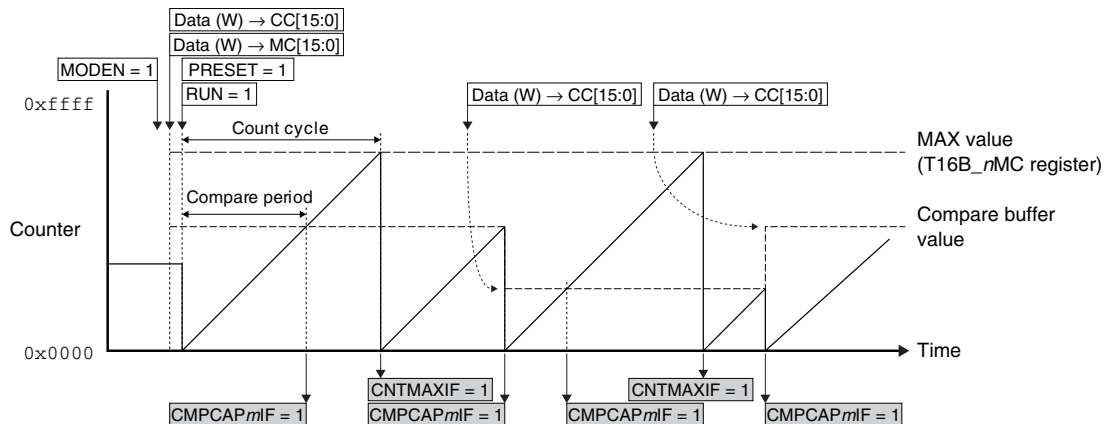 Data (W) → CC[15:0]
Data (W) → MC[15:0]
MODEN = 1
PRESET = 1
RUN = 1
Data (W) → CC[15:0]
Data (W) → CC[15:0]
0xffff
Count cycle
MAX value
(T16B_nMC register)
Compare period
Counter
Compare buffer
value
0x0000
Time
CNTMAXIF = 1
CNTMAXIF = 1
CMPCAPmIF = 1
CMPCAPmIF = 1
CMPCAPmIF = 1
CMPCAPmIF = 1